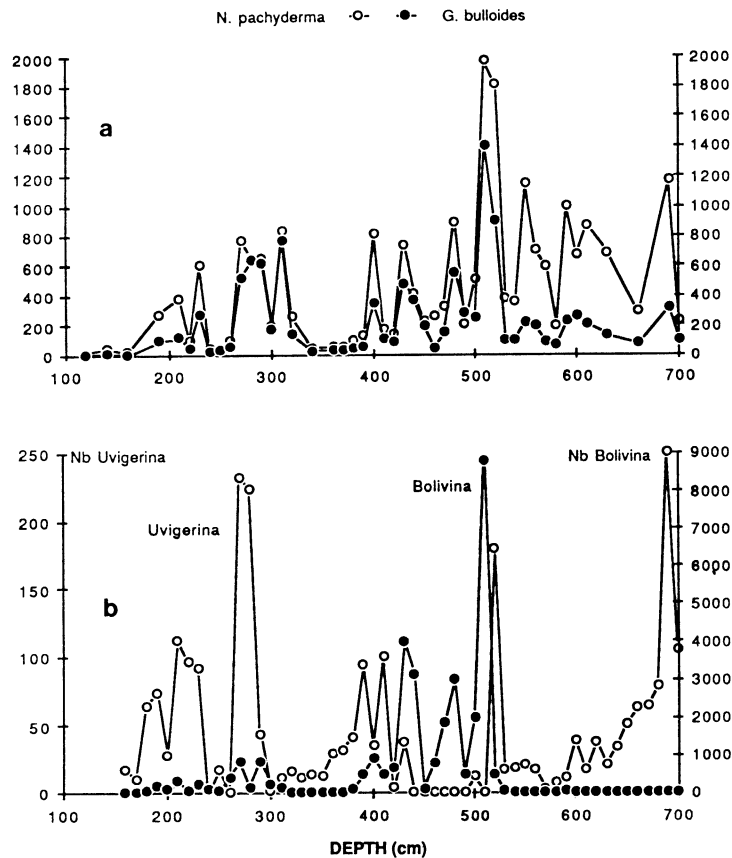 N. pachyderma G. bulloides
a
2000 2000
1800 1800
1600 1600
1400 1400
1200 1200
1000 1000
800 800
600 600
400 400
200 200
0 0
100 200 300 400 500 600 700
250 Nb Uvigerina Nb Bolivina 9000
Bolivina 8000
200 7000
Uvigerina
6000
150
b 5000
100 4000
3000
50 2000
1000
0 0
100 200 300 400 500 600 700
DEPTH (cm)